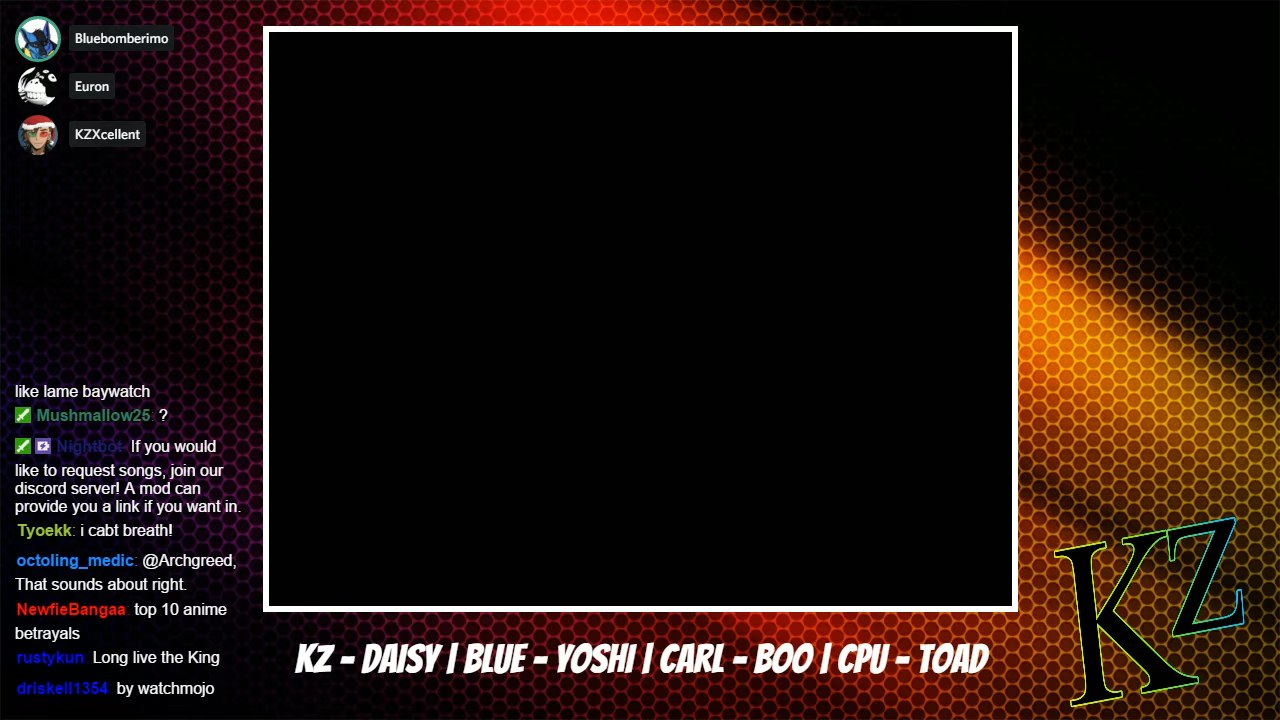 Bluebomberimo
Euron
KZXcellent
like lame baywatch
Mushmallow25: ?
Nightbot: If you would
like to request songs, join our
discord server! A mod can
provide you a link if you want in.
Tyoekk: i cabt breath!
octoling_medic: @Archgreed,
That sounds about right.
NewfieBangaa: top 10 anime
betrayals
rustykun: Long live the King
driskell1354: by watchmojo
KZ - DAISY | BLUE - YOSHI | CARL - BOO | CPU - TOAD
KZ